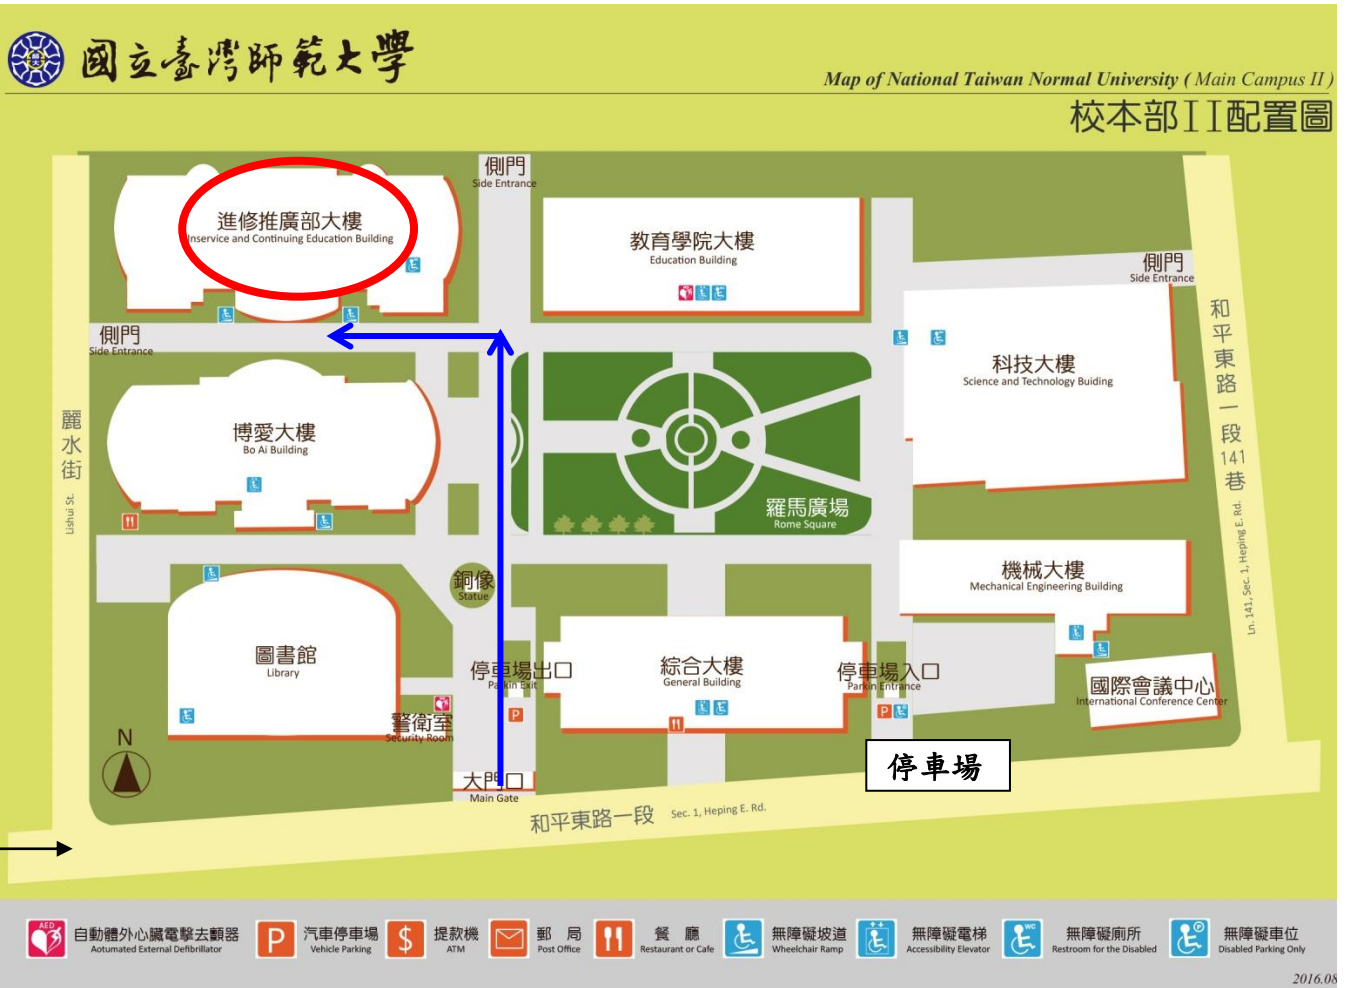 國立臺灣師範大學
Map of National Taiwan Normal University ( Main Campus II )
校本部II配置圖
側門
Side Entrance
進修推廣部大樓
Inservice and Continuing Education Building
教育學院大樓
Education Building
側門
Side Entrance
側門
Side Entrance
和平東路一段141巷
Ln. 141, Sec. 1, Heping E. Rd.
科技大樓
Science and Technology Buiding
麗水街
Lishui St.
博愛大樓
Bo Ai Building
羅馬廣場
Rome Square
銅像
Statue
機械大樓
Mechanical Engineering Building
圖書館
Library
停車場出口
Parkin Exit
P
綜合大樓
General Building
停車場入口
Parkin Entrance
P
國際會議中心
International Conference Center
警衛室
Security Room
N
停車場
大門口
Main Gate
和平東路一段 Sec. 1, Heping E. Rd.
AED
自動體外心臟電擊去顫器
Aotumated External Defibrillator
P
汽車停車場
Vehicle Parking
$
提款機
ATM
郵 局
Post Office
餐 廳
Restaurant or Cafe
無障礙坡道
Wheelchair Ramp
無障礙電梯
Accessibility Elevator
WC
無障礙廁所
Restroom for the Disabled
P
無障礙車位
Disabled Parking Only
2016.08